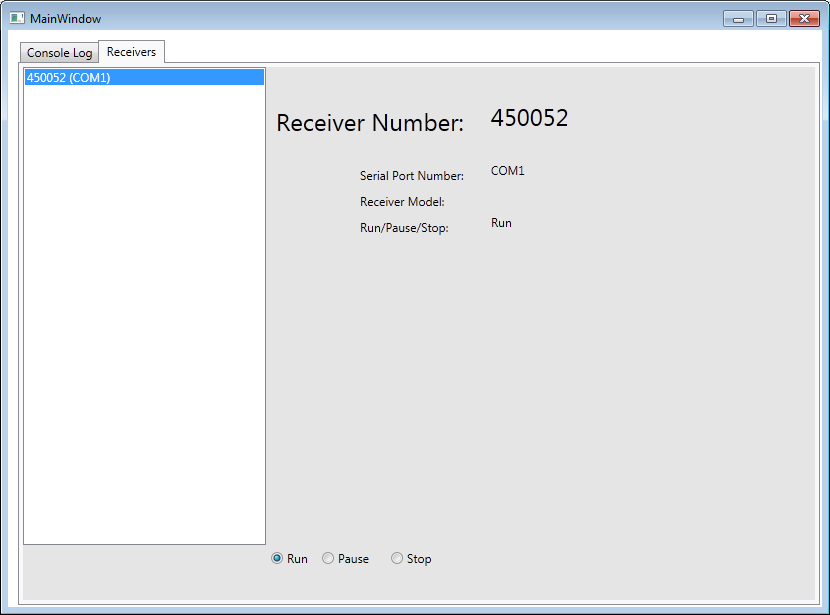 MainWindow
Console Log Receivers
450052 (COM1)
Receiver Number: 450052
Serial Port Number: COM1
Receiver Model:
Run/Pause/Stop: Run
Run Pause Stop